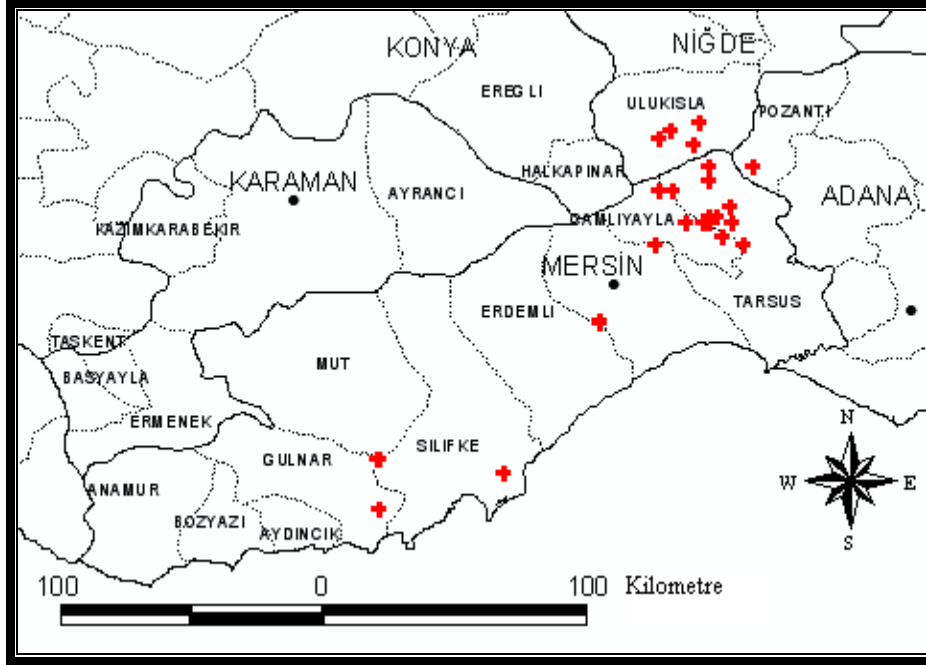 KONYA
NİĞDE
EREGLI
ULUKISLA
POZANTI
HALKAPINAR
KARAMAN
AYRANCI
ADANA
KAZIMKARABEKIR
CAMLIYAYLA
MERSİN
ERDEMLI
TARSUS
TASKENT
MUT
BASYAYLA
ERMENEK
SILIFKE
GULNAR
ANAMUR
BOZYAZI
AYDINCIK
N
W
E
S
100
0
100 Kilometre